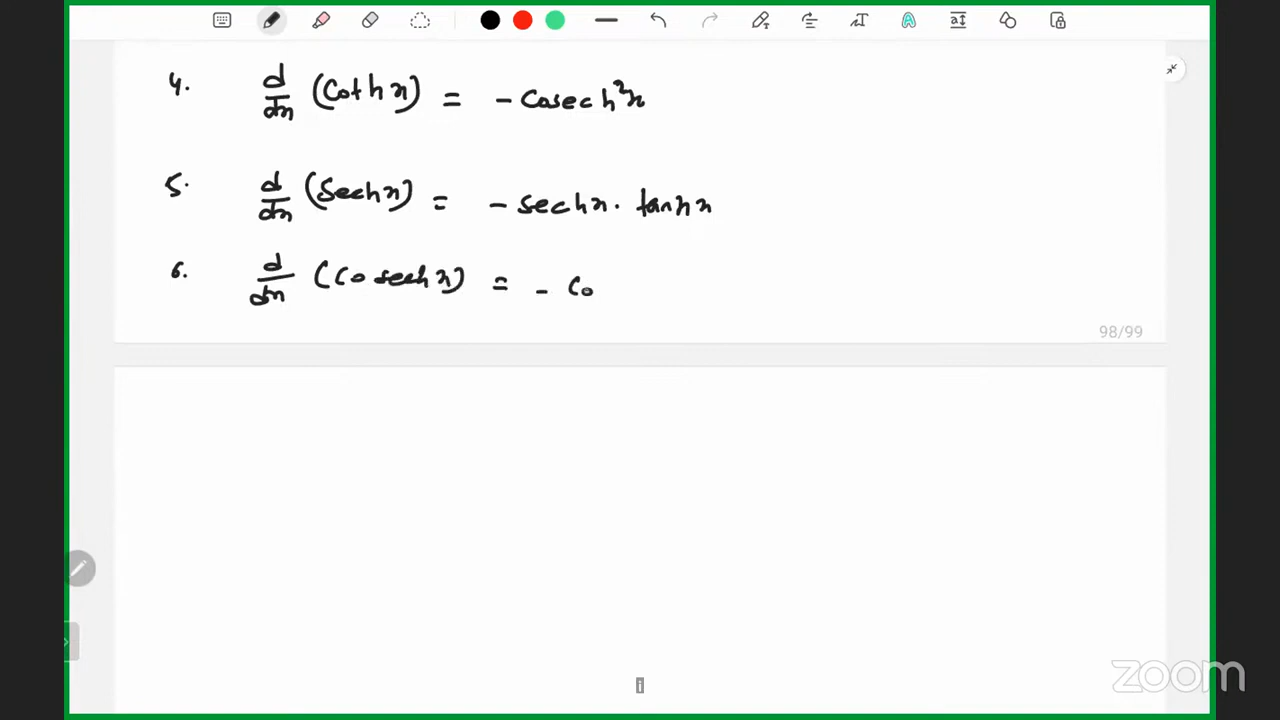 4. d/dx (Coth x) = - Cosech²x
5. d/dx (Sech x) = - sech x · tanh x
6. d/dx (Cosech x) = - Co
98/99
zoom